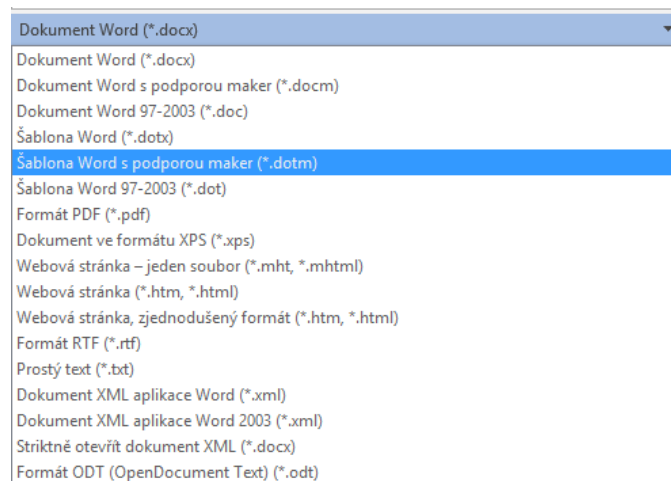 Dokument Word (*.docx)
Dokument Word (*.docx)
Dokument Word s podporou maker (*.docm)
Dokument Word 97-2003 (*.doc)
Šablona Word (*.dotx)
Šablona Word s podporou maker (*.dotm)
Šablona Word 97-2003 (*.dot)
Formát PDF (*.pdf)
Dokument ve formátu XPS (*.xps)
Webová stránka – jeden soubor (*.mht, *.mhtml)
Webová stránka (*.htm, *.html)
Webová stránka, zjednodušený formát (*.htm, *.html)
Formát RTF (*.rtf)
Prostý text (*.txt)
Dokument XML aplikace Word (*.xml)
Dokument XML aplikace Word 2003 (*.xml)
Striktně otevřít dokument XML (*.docx)
Formát ODT (OpenDocument Text) (*.odt)